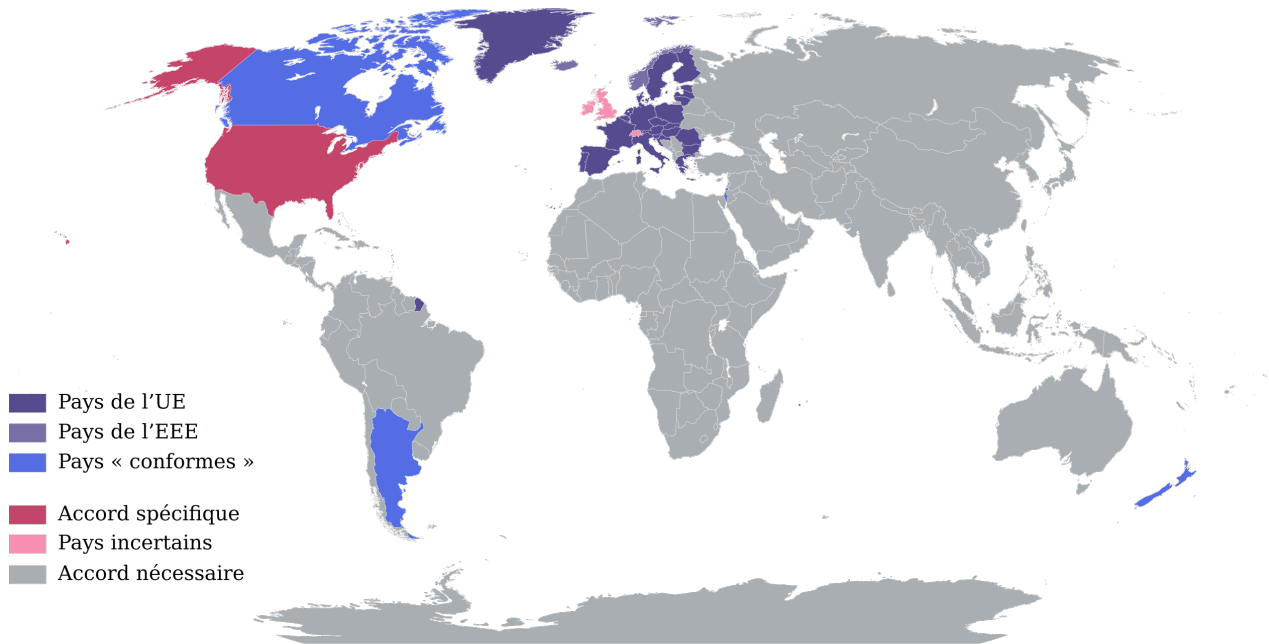 Pays de l’UE
Pays de l’EEE
Pays « conformes »
Accord spécifique
Pays incertains
Accord nécessaire